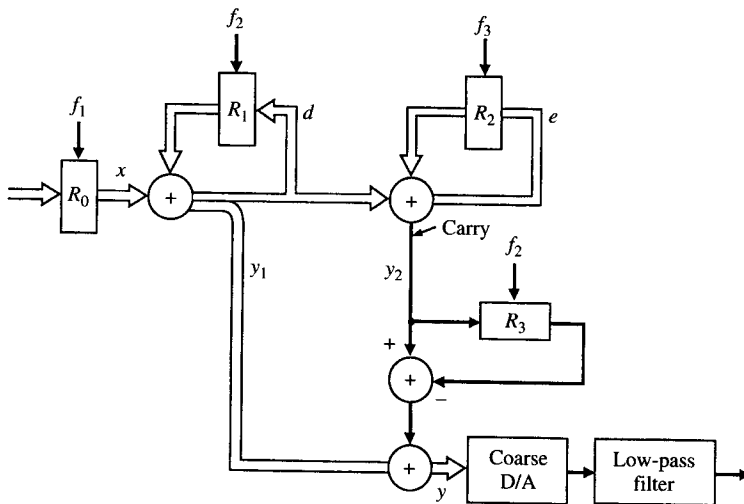 f₂
f₃
f₁
R₁
d
R₂
e
x
R₀
+
+
Carry
y₁
y₂
f₂
R₃
+
+
−
+
y
Coarse D/A
Low-pass filter